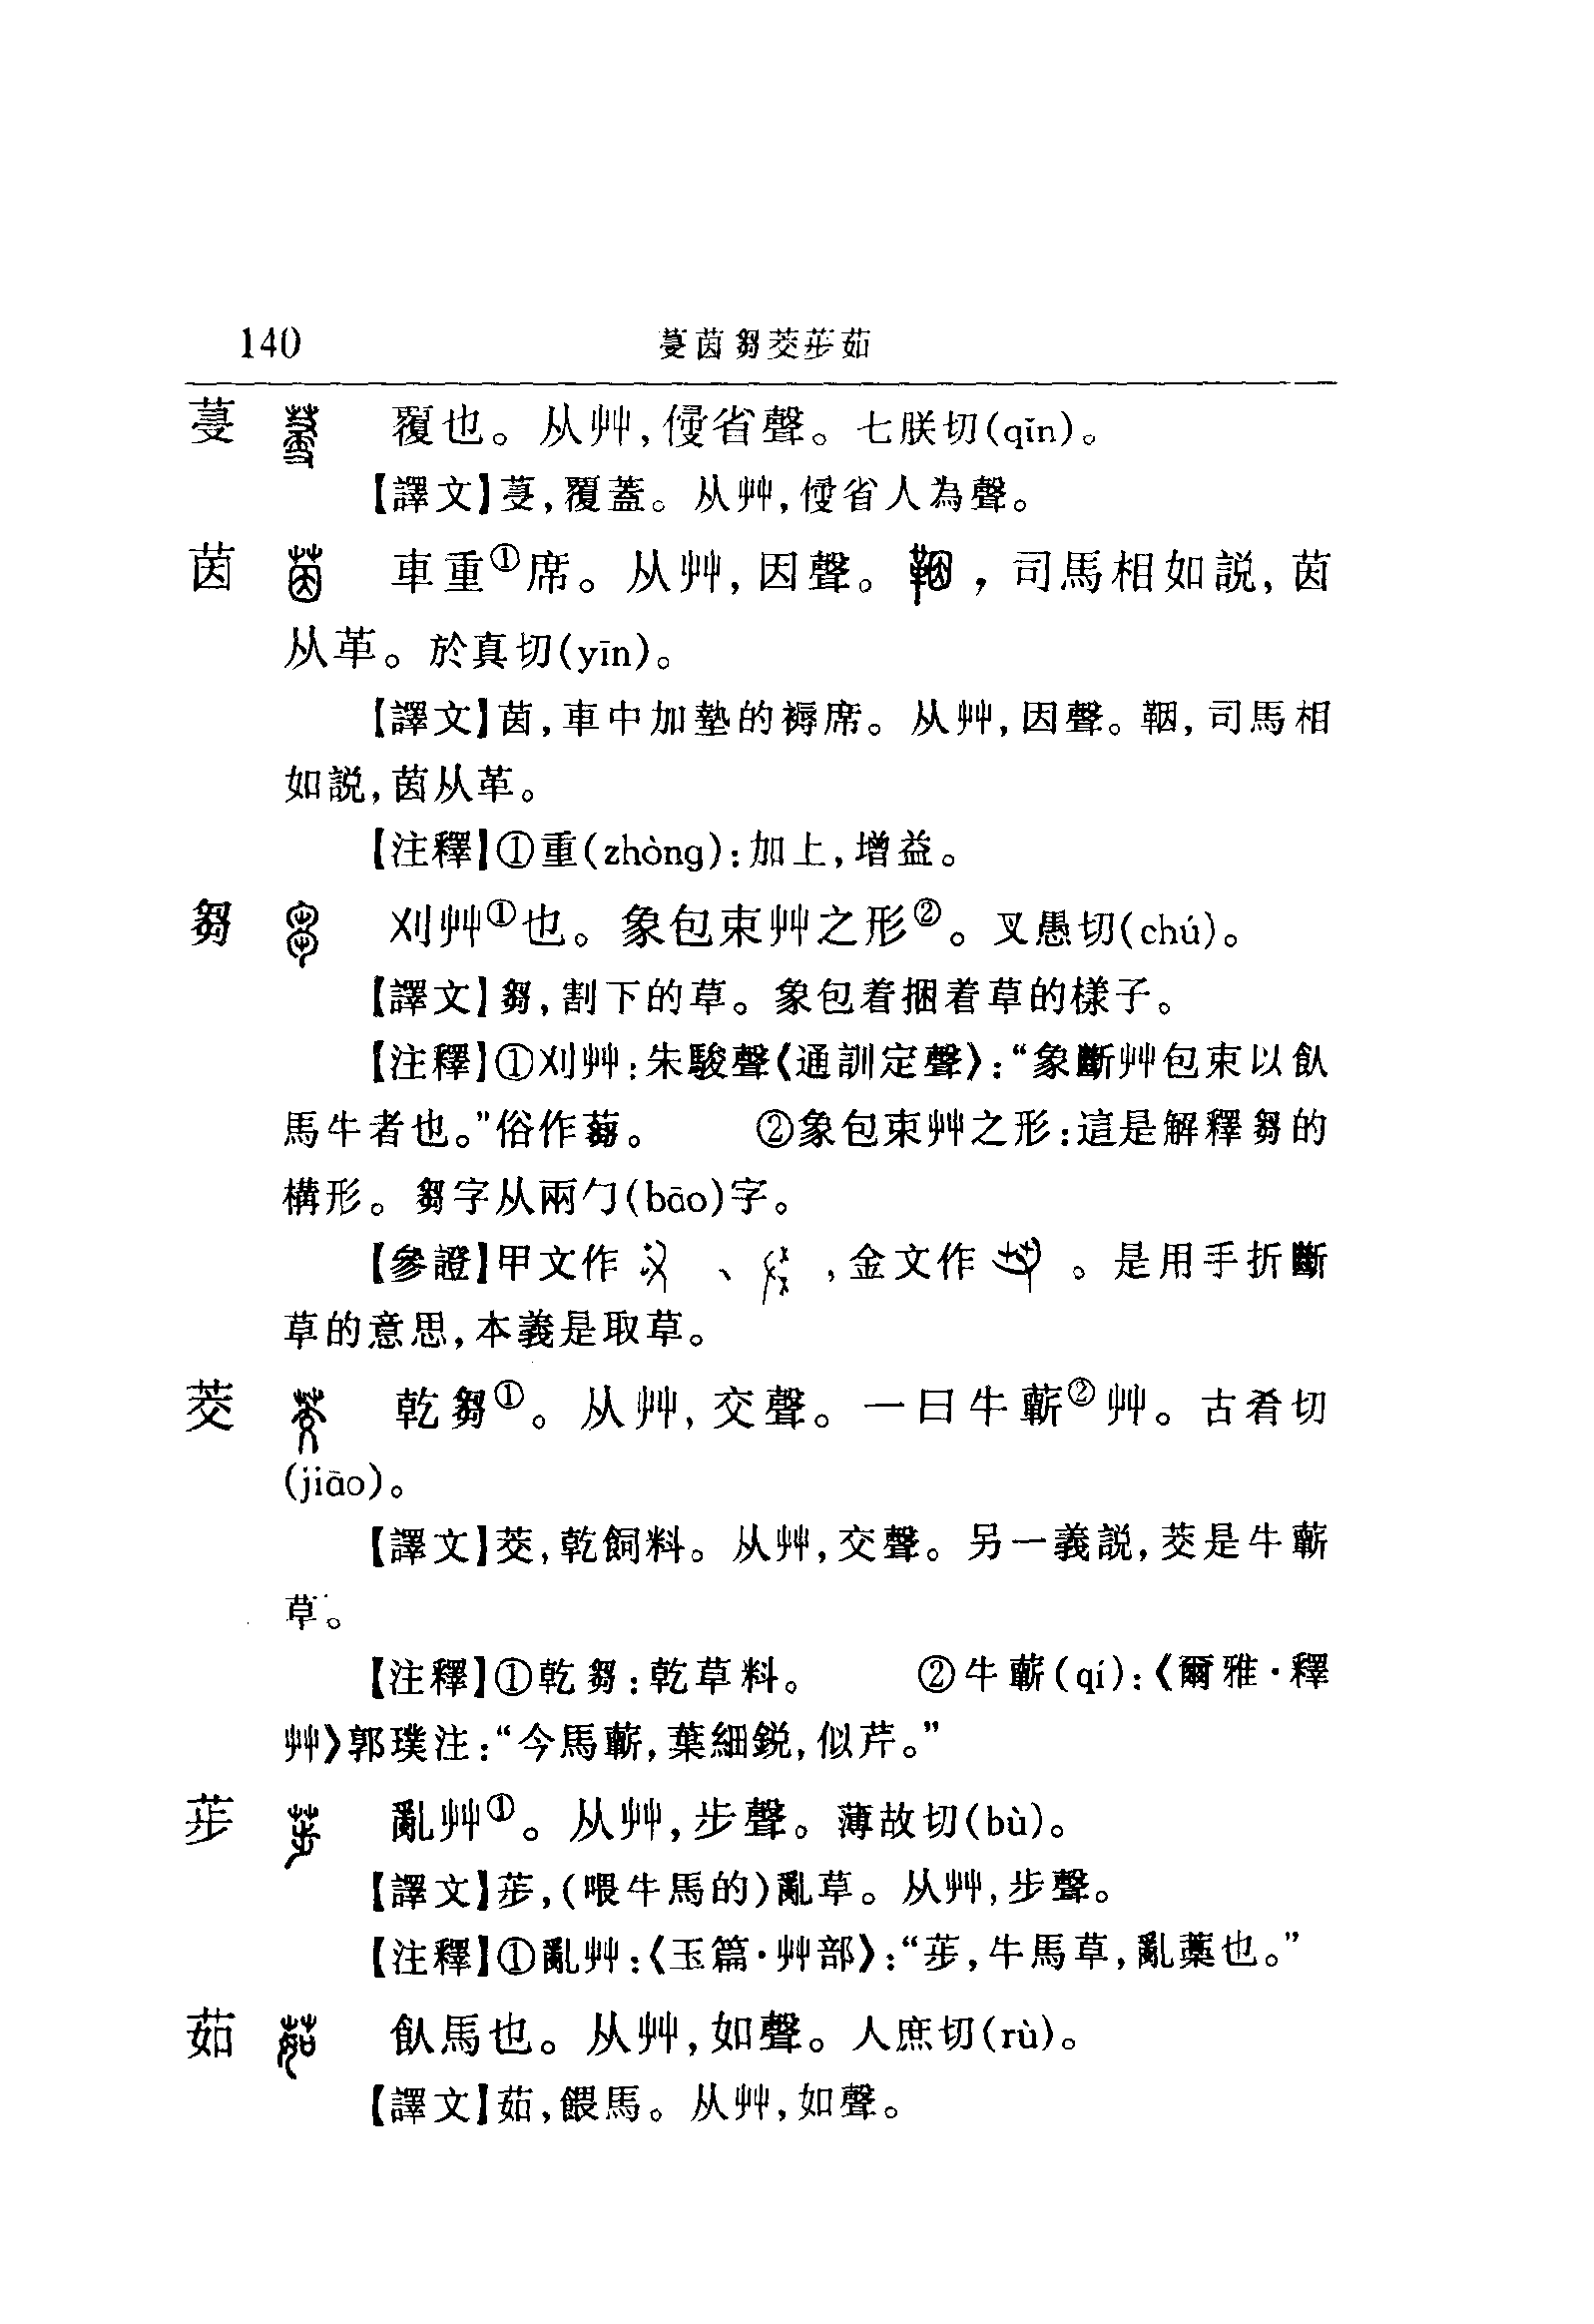 140 蔓茵芻茭荹茹
蔓 覆也。从艸,侵省聲。七朕切(qǐn)。
【譯文】蔓,覆蓋。从艸,侵省人為聲。
茵 車重①席。从艸,因聲。,司馬相如説,茵
从革。於真切(yīn)。
【譯文】茵,車中加墊的褥席。从艸,因聲。鞇,司馬相
如説,茵从革。
【注釋】①重(zhòng):加上,增益。
芻 刈艸①也。象包束艸之形②。叉愚切(chú)。
【譯文】芻,割下的草。象包着捆着草的樣子。
【注釋】①刈艸:朱駿聲《通訓定聲》:“象斷艸包束以飤
馬牛者也。”俗作蒭。 ②象包束艸之形:這是解釋芻的
構形。芻字从兩勹(bāo)字。
【參證】甲文作 、 ,金文作 。是用手折斷
草的意思,本義是取草。
茭 乾芻①。从艸,交聲。一曰牛蘄②艸。古肴切
(jiāo)。
【譯文】茭,乾飼料。从艸,交聲。另一義説,茭是牛蘄
草。
【注釋】①乾芻:乾草料。 ②牛蘄(qí):《爾雅·釋
艸》郭璞注:“今馬蘄,葉細鋭,似芹。”
荹 亂艸①。从艸,步聲。薄故切(bù)。
【譯文】荹,(喂牛馬的)亂草。从艸,步聲。
【注釋】①亂艸:《玉篇·艸部》:“荹,牛馬草,亂藁也。”
茹 飤馬也。从艸,如聲。人庶切(rù)。
【譯文】茹,餵馬。从艸,如聲。